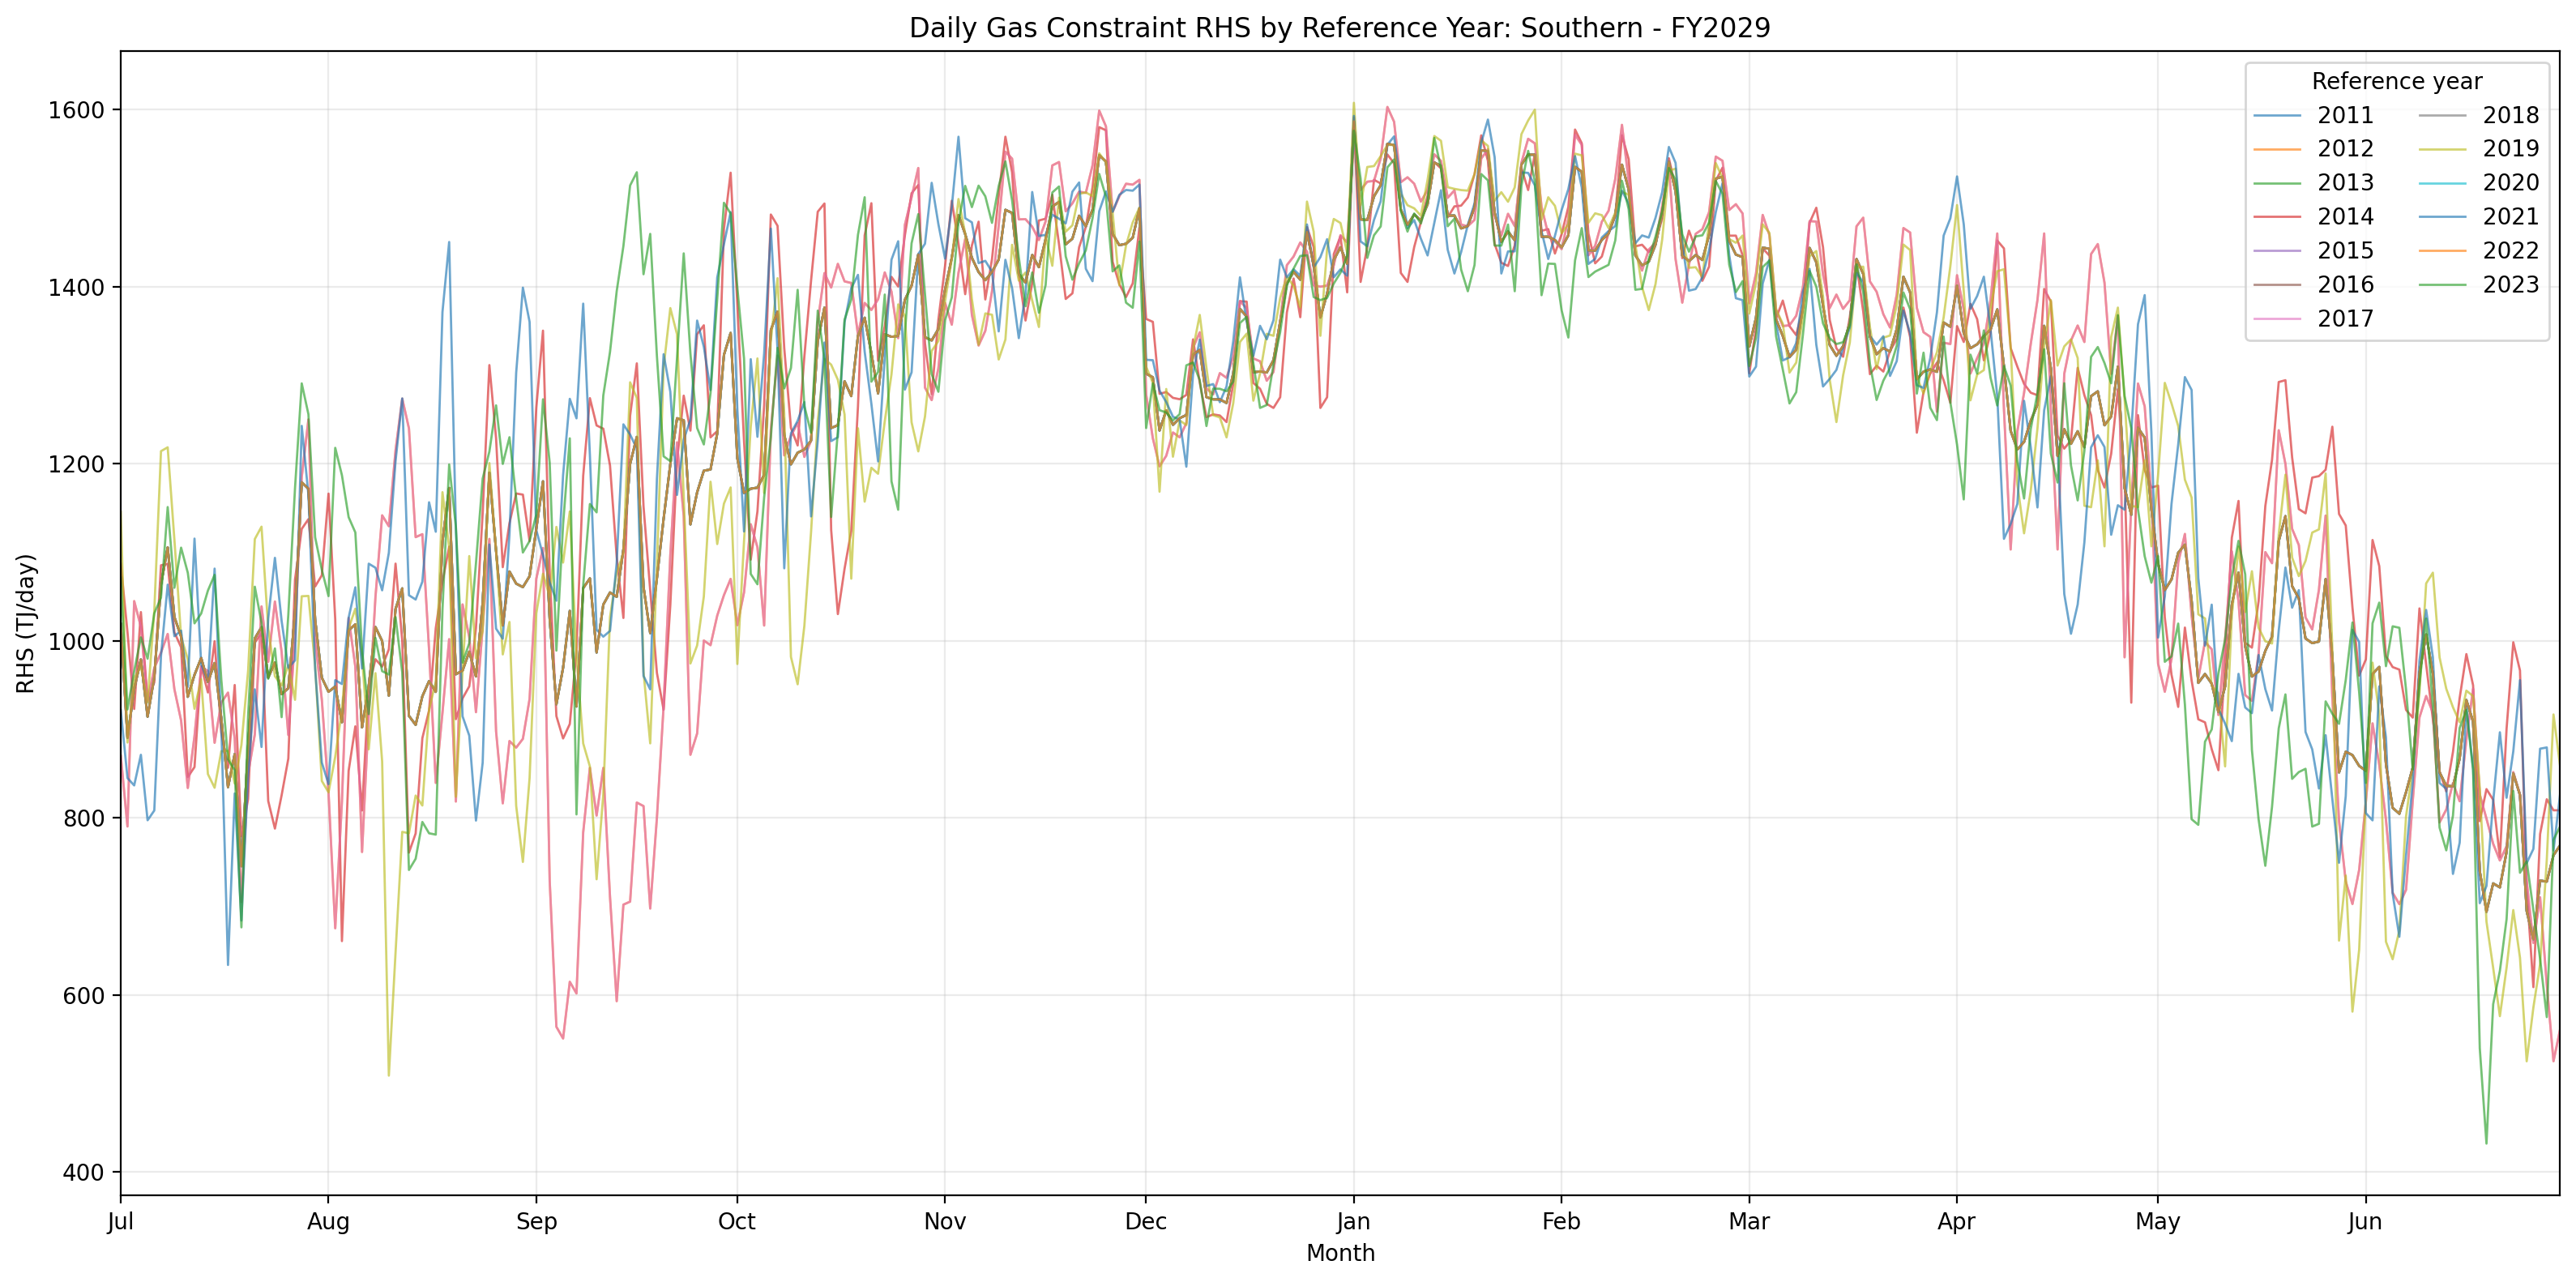 Daily Gas Constraint RHS by Reference Year: Southern - FY2029
Reference year
2011 2018
2012 2019
2013 2020
2014 2021
2015 2022
2016 2023
2017
RHS (TJ/day)
1600
1400
1200
1000
800
600
400
Jul Aug Sep Oct Nov Dec Jan Feb Mar Apr May Jun
Month